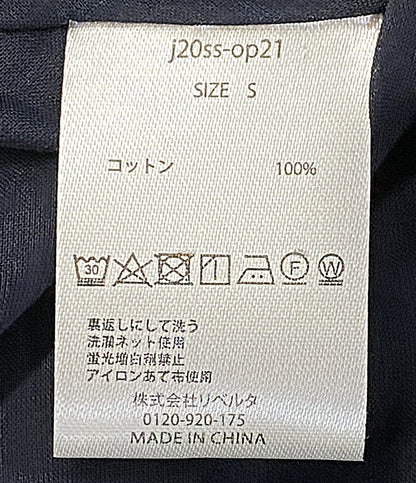 j20ss-op21
SIZE S
コットン 100%
30 F W
裏返しにして洗う
洗濯ネット使用
蛍光増白剤禁止
アイロンあて布使用
株式会社リベルタ
0120-920-175
MADE IN CHINA